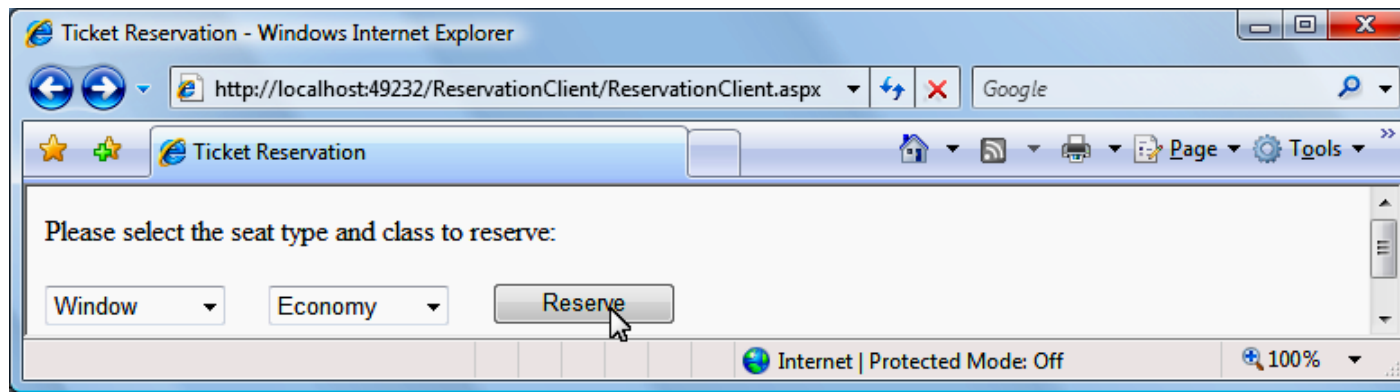 Ticket Reservation - Windows Internet Explorer
http://localhost:49232/ReservationClient/ReservationClient.aspx Google
Ticket Reservation Page Tools »
Please select the seat type and class to reserve:
Window Economy Reserve
Internet | Protected Mode: Off 100%